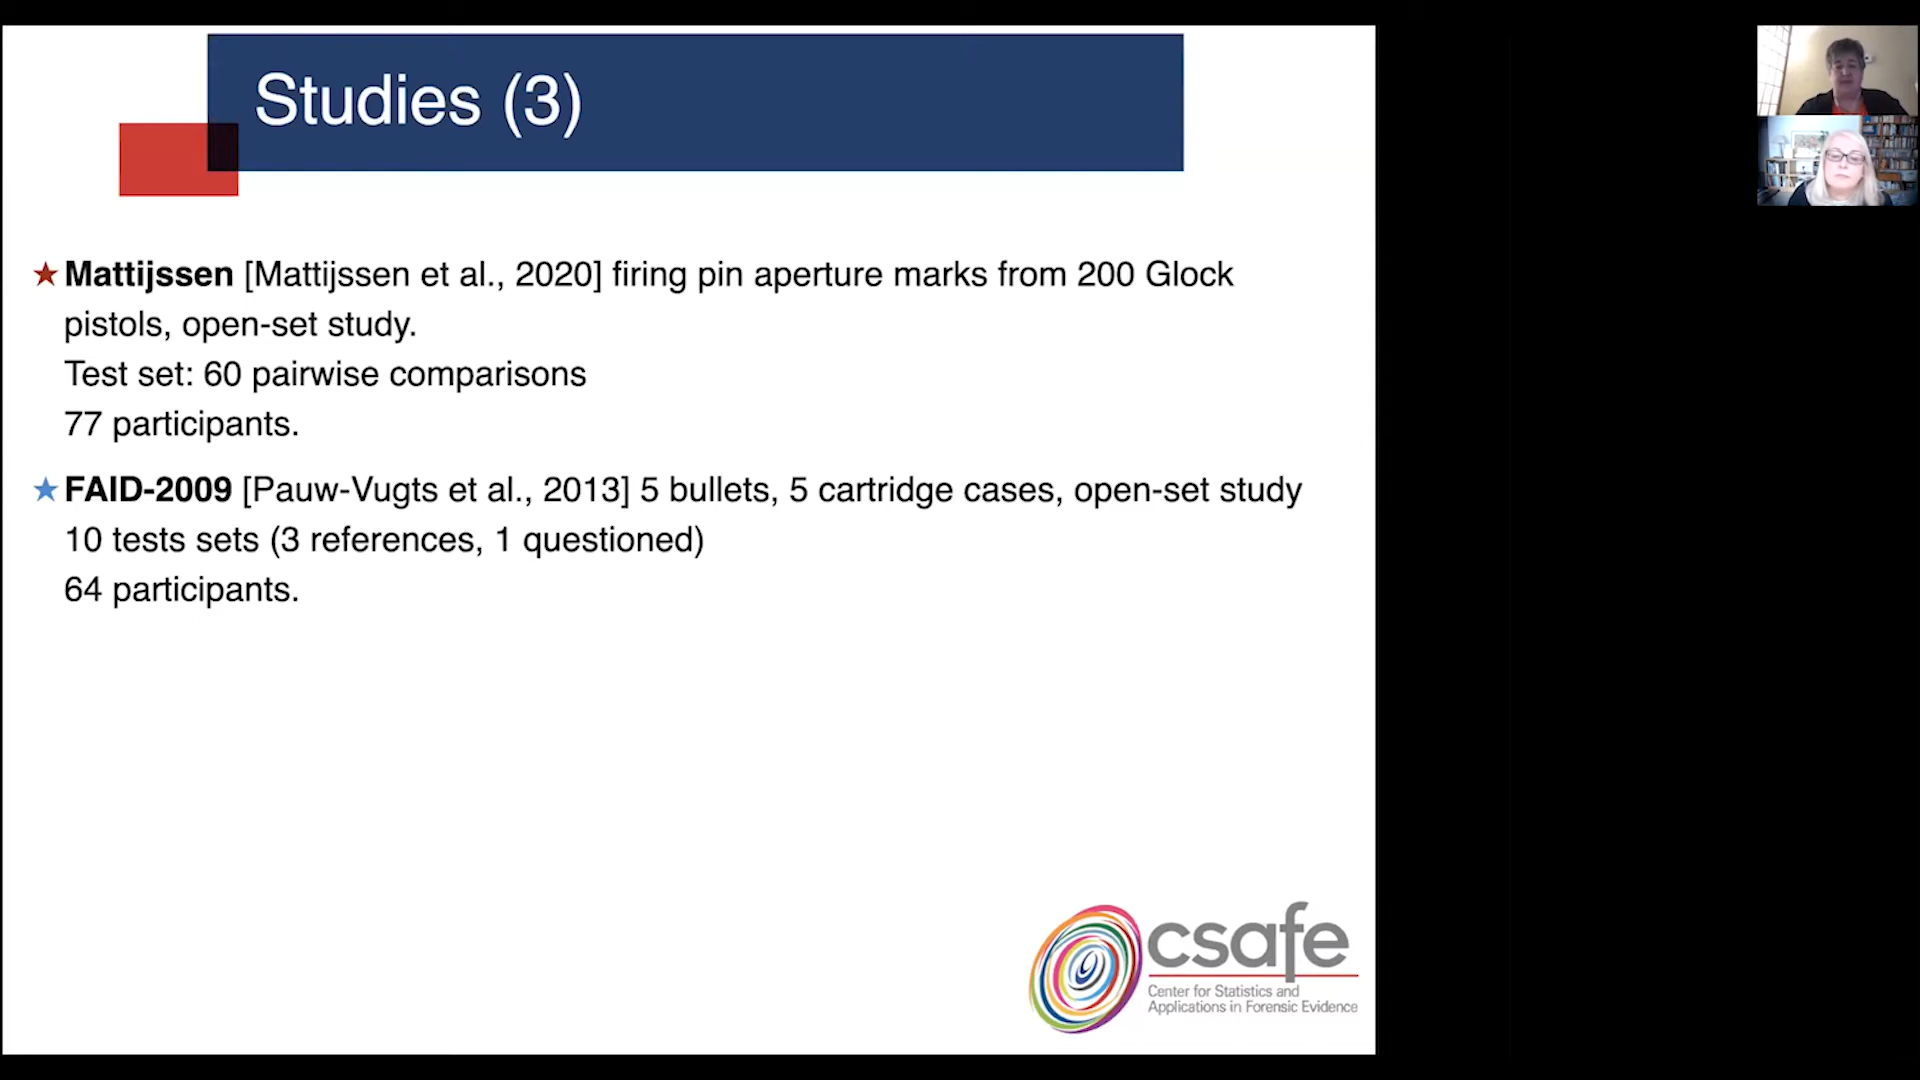 Studies (3)
Mattijssen [Mattijssen et al., 2020] firing pin aperture marks from 200 Glock
pistols, open-set study.
Test set: 60 pairwise comparisons
77 participants.
FAID-2009 [Pauw-Vugts et al., 2013] 5 bullets, 5 cartridge cases, open-set study
10 tests sets (3 references, 1 questioned)
64 participants.
csafe
Center for Statistics and
Applications in Forensic Evidence